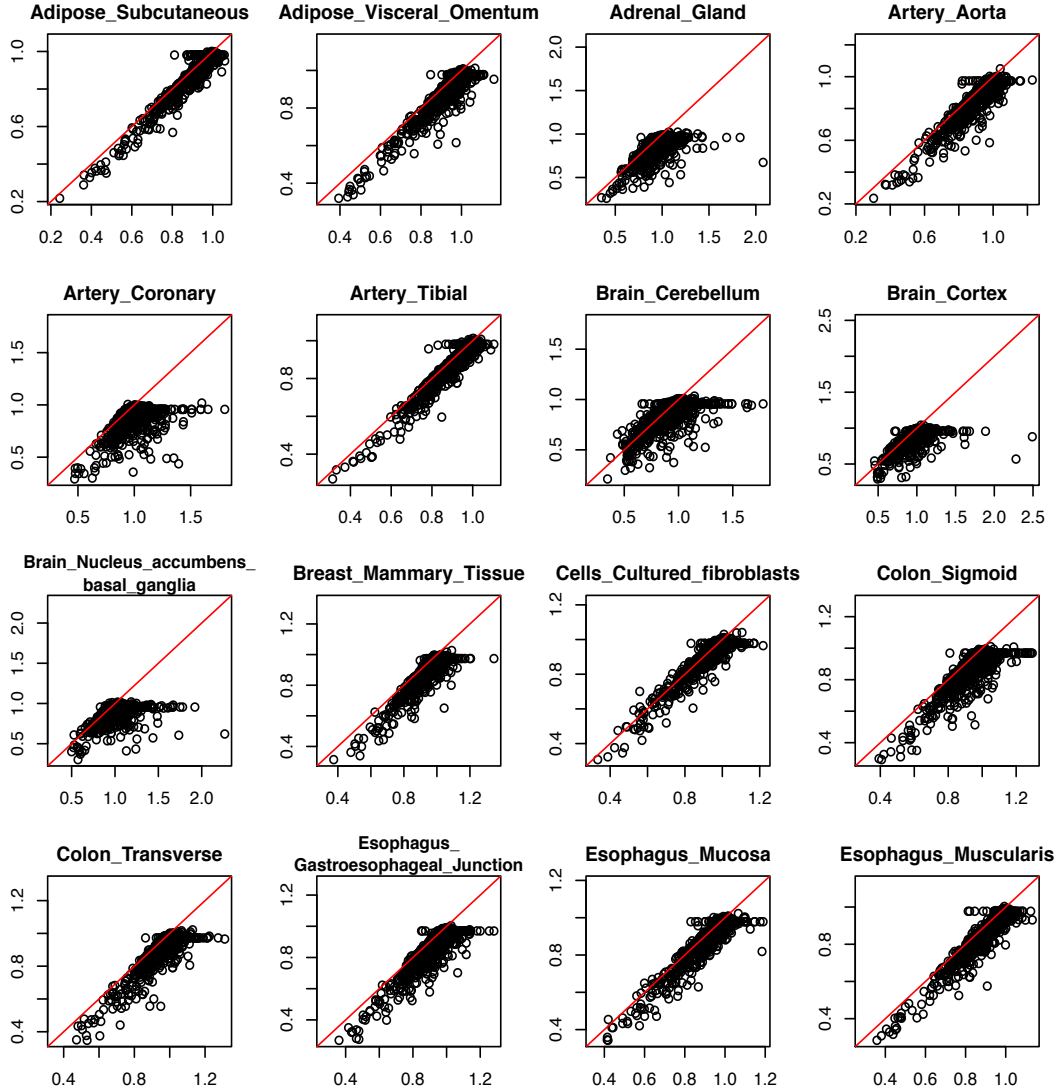 Adipose_Subcutaneous
Adipose_Visceral_Omentum
Adrenal_Gland
Artery_Aorta
0.2 0.6 1.0
0.2 0.4 0.6 0.8 1.0
0.4 0.8
0.4 0.6 0.8 1.0
0.5 1.0 1.5 2.0
0.5 1.0 1.5 2.0
0.2 0.6 1.0
0.2 0.6 1.0
Artery_Coronary
Artery_Tibial
Brain_Cerebellum
Brain_Cortex
0.5 1.0 1.5
0.5 1.0 1.5
0.4 0.8
0.4 0.6 0.8 1.0
0.5 1.0 1.5
0.5 1.0 1.5
0.5 1.5 2.5
0.5 1.0 1.5 2.0 2.5
Brain_Nucleus_accumbens_
basal_ganglia
Breast_Mammary_Tissue
Cells_Cultured_fibroblasts
Colon_Sigmoid
0.5 1.0 1.5 2.0
0.5 1.0 1.5 2.0
0.4 0.8 1.2
0.4 0.8 1.2
0.4 0.8 1.2
0.4 0.8 1.2
0.4 0.8 1.2
0.4 0.8 1.2
Colon_Transverse
Esophagus_
Gastroesophageal_Junction
Esophagus_Mucosa
Esophagus_Muscularis
0.4 0.8 1.2
0.4 0.8 1.2
0.4 0.8 1.2
0.4 0.6 0.8 1.0 1.2
0.4 0.8 1.2
0.4 0.6 0.8 1.0 1.2
0.4 0.8
0.4 0.6 0.8 1.0